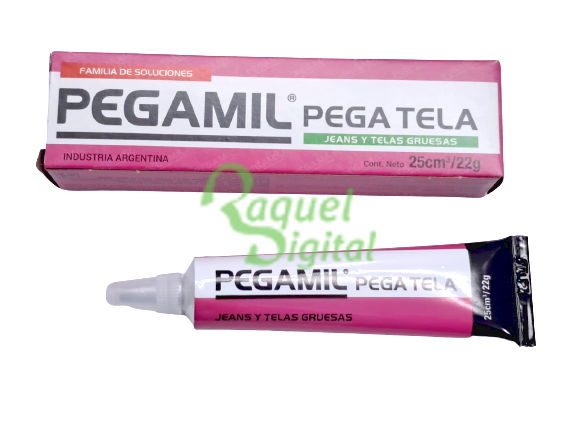 FAMILIA DE SOLUCIONES
PEGAMIL®
PEGA TELA
JEANS Y TELAS GRUESAS
INDUSTRIA ARGENTINA
Cont. Neto 25cm³/22g
Raquel
Digital
PEGAMIL®
PEGA TELA
JEANS Y TELAS GRUESAS
25cm³/22g